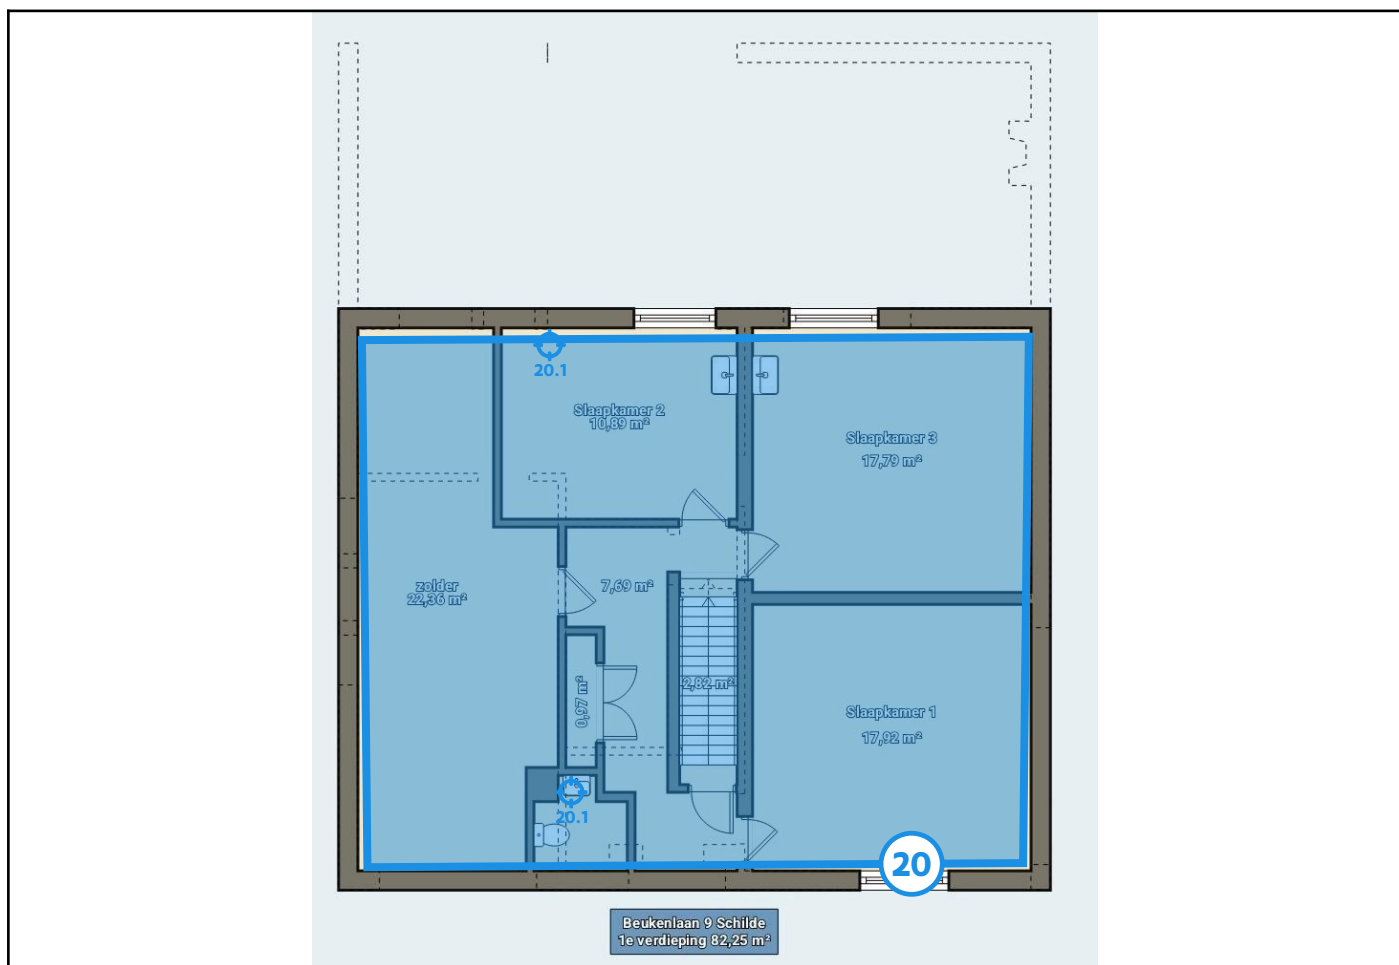 20.1
Slaapkamer 2
10,89 m²
Slaapkamer 3
17,79 m²
zolder
22,36 m²
7,69 m²
2,82 m²
0,97 m²
Slaapkamer 1
17,92 m²
20.1
20
Beukenlaan 9 Schilde
1e verdieping 82,25 m²